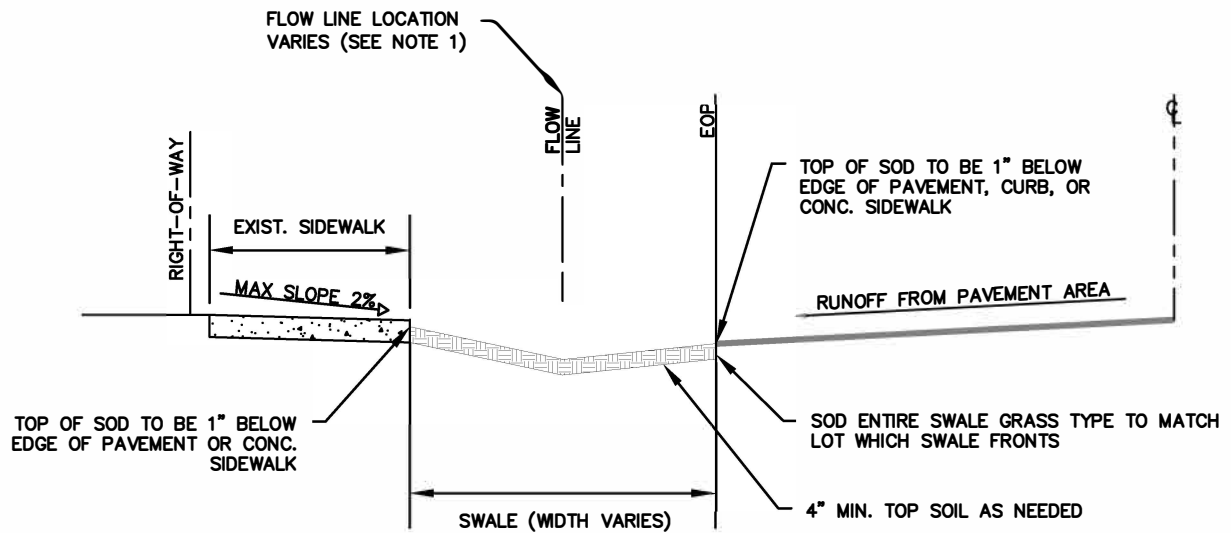 FLOW LINE LOCATION
VARIES (SEE NOTE 1)
RIGHT-OF-WAY
FLOW
LINE
EOP
℄
EXIST. SIDEWALK
MAX SLOPE 2%
TOP OF SOD TO BE 1" BELOW
EDGE OF PAVEMENT, CURB, OR
CONC. SIDEWALK
RUNOFF FROM PAVEMENT AREA
TOP OF SOD TO BE 1" BELOW
EDGE OF PAVEMENT OR CONC.
SIDEWALK
SOD ENTIRE SWALE GRASS TYPE TO MATCH
LOT WHICH SWALE FRONTS
4" MIN. TOP SOIL AS NEEDED
SWALE (WIDTH VARIES)